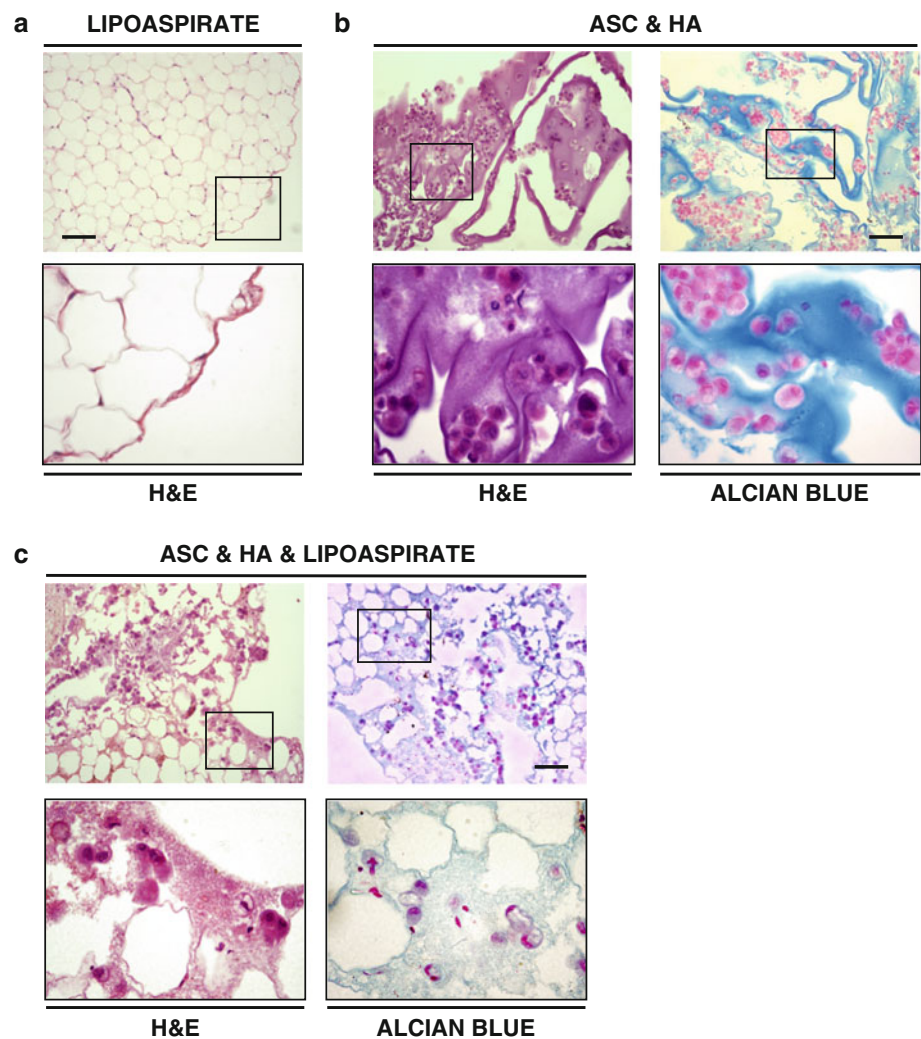 a
LIPOASPIRATE
H&E
b
ASC & HA
H&E
ALCIAN BLUE
c
ASC & HA & LIPOASPIRATE
H&E
ALCIAN BLUE